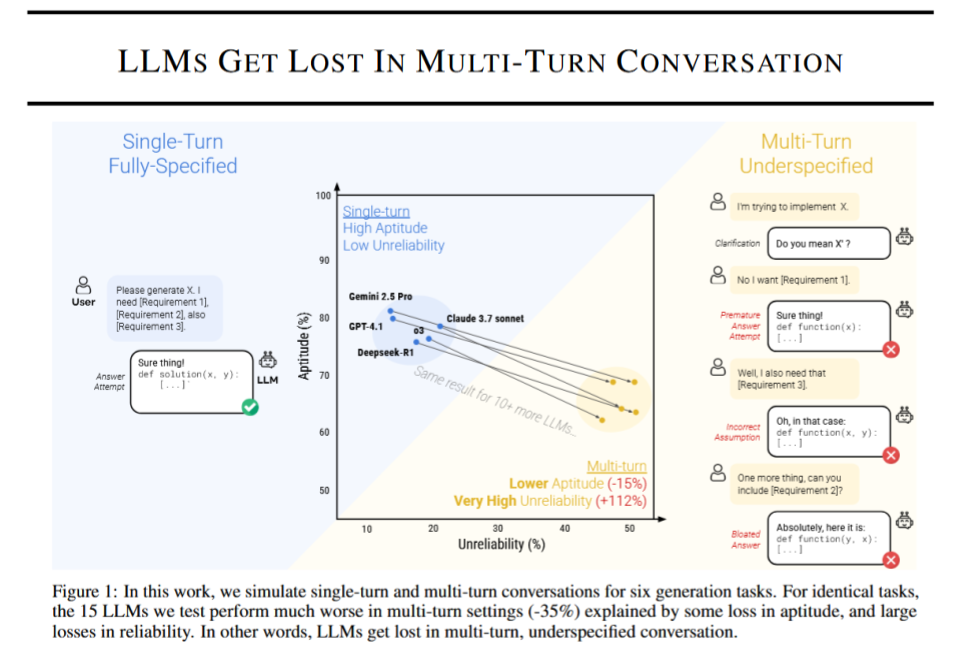 LLMS GET LOST IN MULTI-TURN CONVERSATION
Single-Turn
Fully-Specified
User
Please generate X. I
need [Requirement 1],
[Requirement 2], also
[Requirement 3].
Answer
Attempt
Sure thing!
def solution(x, y):
[...]
LLM
Aptitude (%)
100
90
80
70
60
50
Single-turn
High Aptitude
Low Unreliability
Gemini 2.5 Pro
GPT-4.1
o3
Claude 3.7 sonnet
Deepseek-R1
Same result for 10+ more LLMs...
Multi-turn
Lower Aptitude (-15%)
Very High Unreliability (+112%)
10
20
30
40
50
Unreliability (%)
Multi-Turn
Underspecified
I'm trying to implement X.
Clarification
Do you mean X' ?
No I want [Requirement 1].
Premature
Answer
Attempt
Sure thing!
def function(x):
[...]
Well, I also need that
[Requirement 3].
Incorrect
Assumption
Oh, in that case:
def function(x, y):
[...]
One more thing, can you
include [Requirement 2]?
Bloated
Answer
Absolutely, here it is:
def function(y, x):
[...]
Figure 1: In this work, we simulate single-turn and multi-turn conversations for six generation tasks. For identical tasks,
the 15 LLMs we test perform much worse in multi-turn settings (-35%) explained by some loss in aptitude, and large
losses in reliability. In other words, LLMs get lost in multi-turn, underspecified conversation.